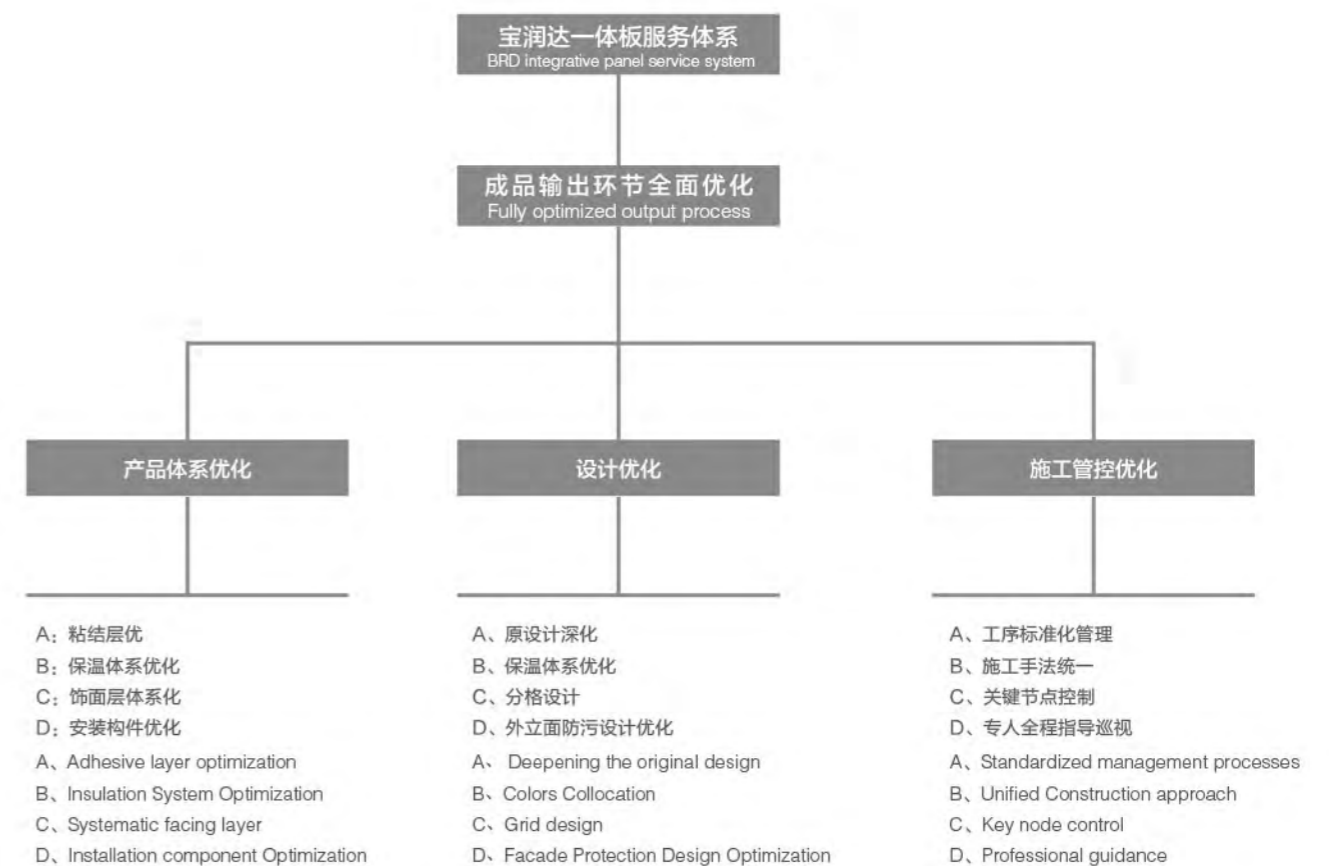 宝润达一体板服务体系
BRD integrative panel service system
成品输出环节全面优化
Fully optimized output process
产品体系优化
A：粘结层优
B：保温体系优化
C：饰面层体系化
D：安装构件优化
A、Adhesive layer optimization
B、Insulation System Optimization
C、Systematic facing layer
D、Installation component Optimization
设计优化
A、原设计深化
B、保温体系优化
C、分格设计
D、外立面防污设计优化
A、 Deepening the original design
B、Colors Collocation
C、Grid design
D、Facade Protection Design Optimization
施工管控优化
A、工序标准化管理
B、施工手法统一
C、关键节点控制
D、专人全程指导巡视
A、Standardized management processes
B、Unified Construction approach
C、Key node control
D、Professional guidance